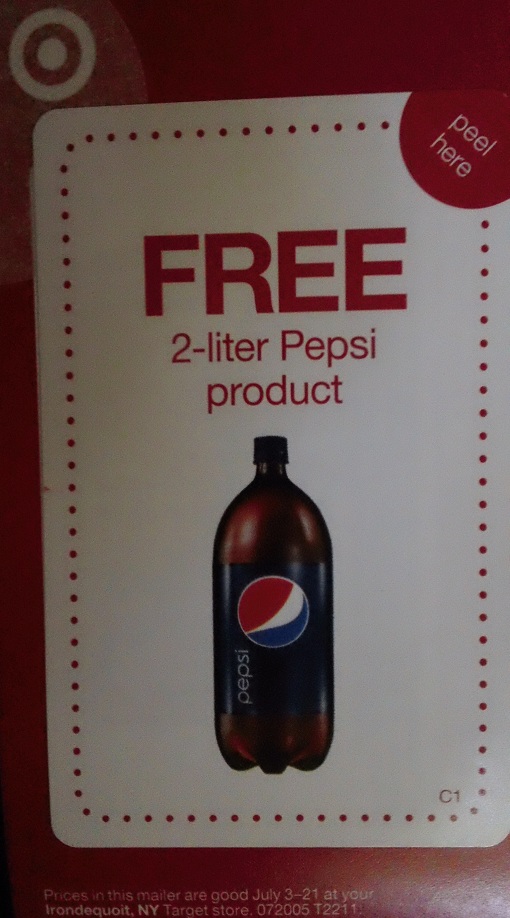 peel
here
FREE
2-liter Pepsi
product
pepsi
C1
Prices in this mailer are good July 3–21 at your
Irondequoit, NY Target store. 072005 T2211